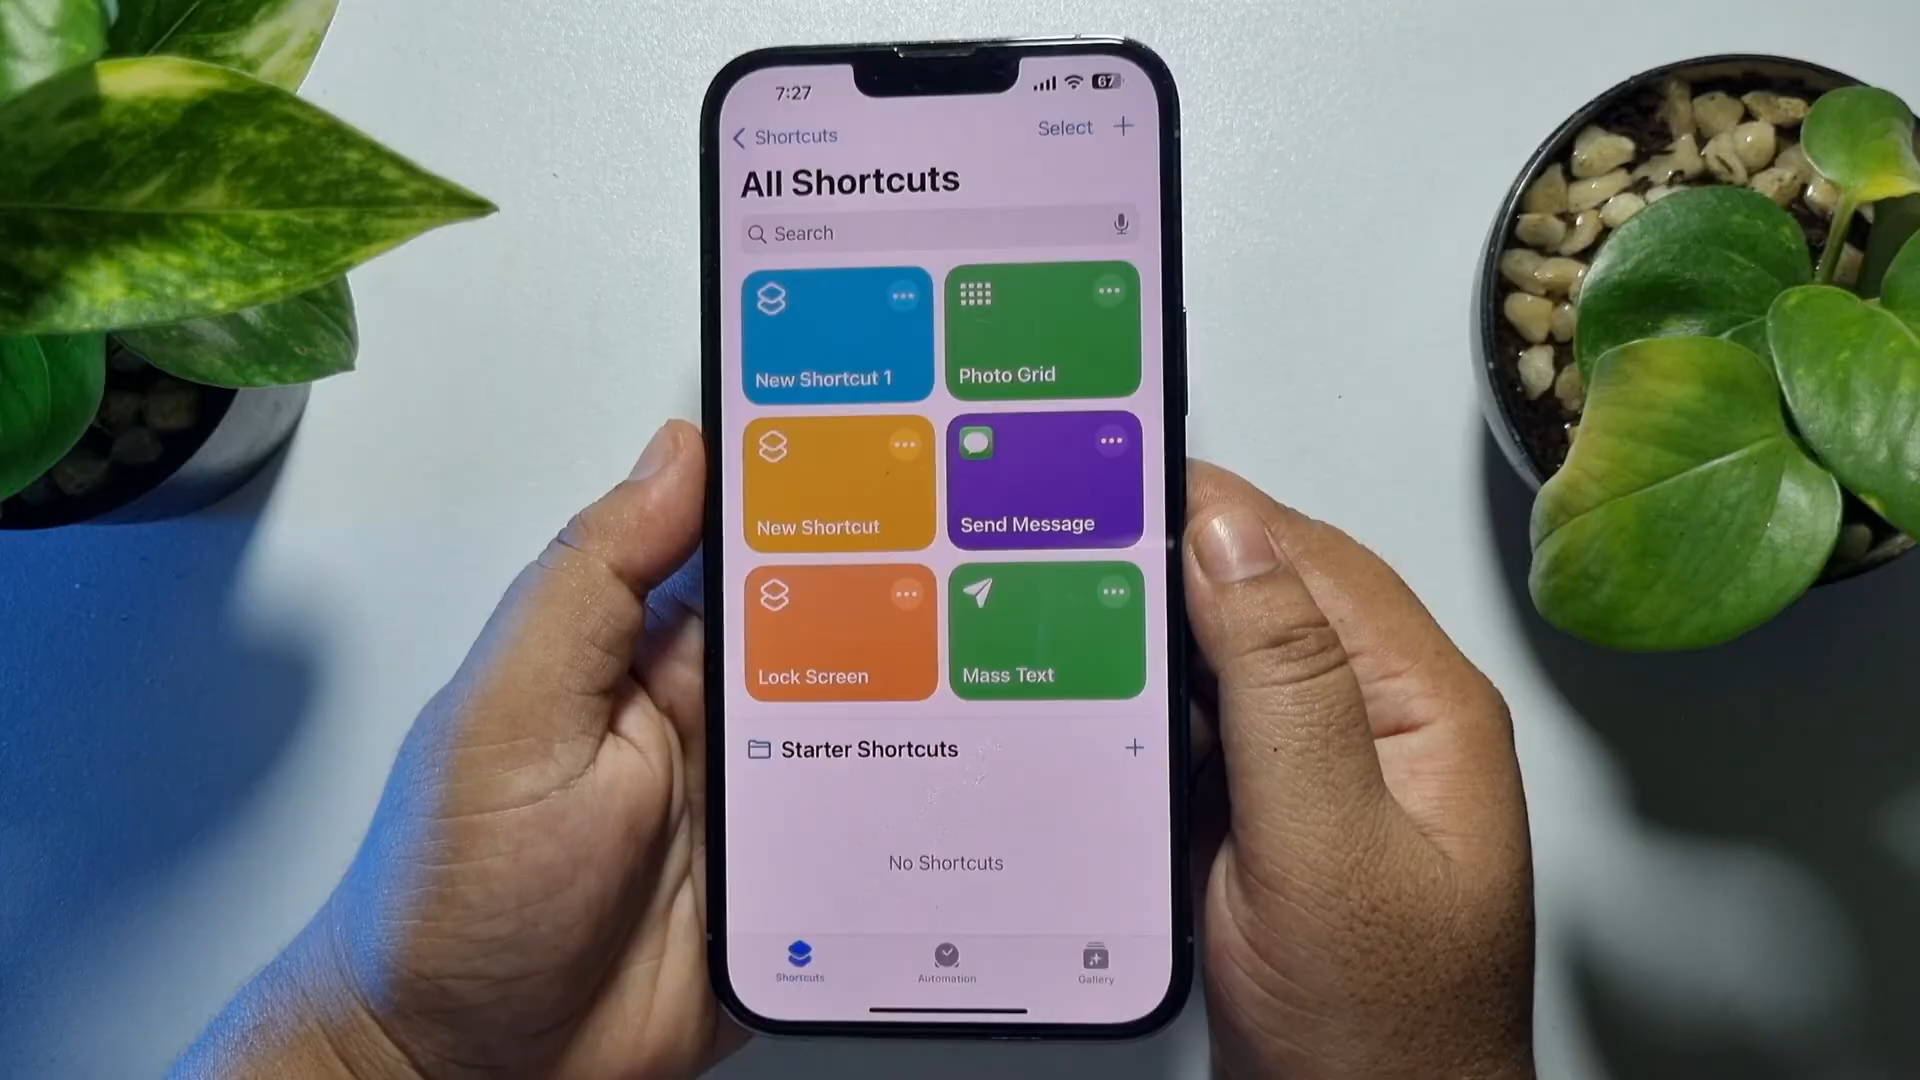 7:27
67
Shortcuts
Select
All Shortcuts
Search
New Shortcut 1
Photo Grid
New Shortcut
Send Message
Lock Screen
Mass Text
Starter Shortcuts
No Shortcuts
Shortcuts
Automation
Gallery